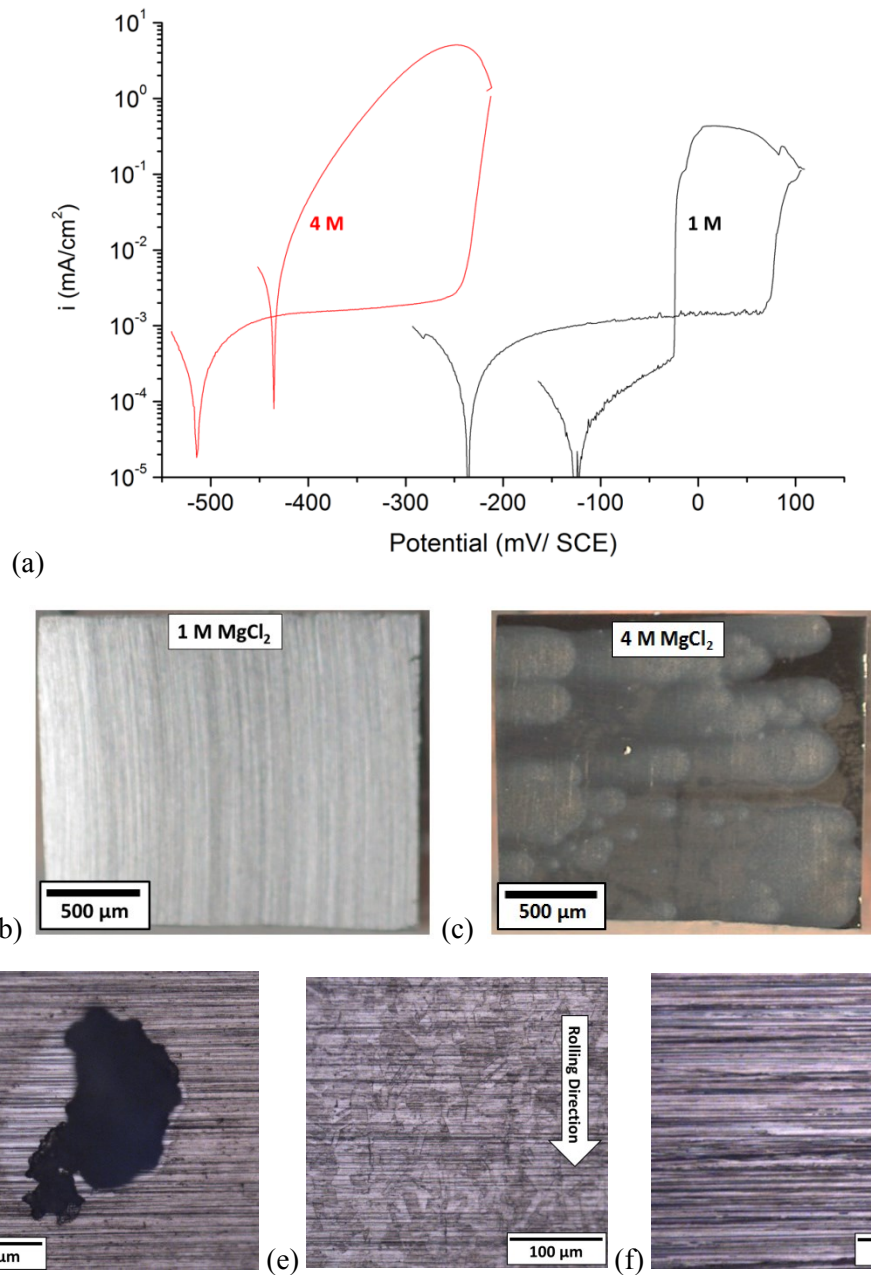 10¹
10⁰
10⁻¹
10⁻²
10⁻³
10⁻⁴
10⁻⁵
i (mA/cm²)
4 M
1 M
-500 -400 -300 -200 -100 0 100
Potential (mV/ SCE)
(a)
1 M MgCl₂
4 M MgCl₂
500 µm
500 µm
b)
(c)
Rolling Direction
µm
(e)
100 µm
(f)